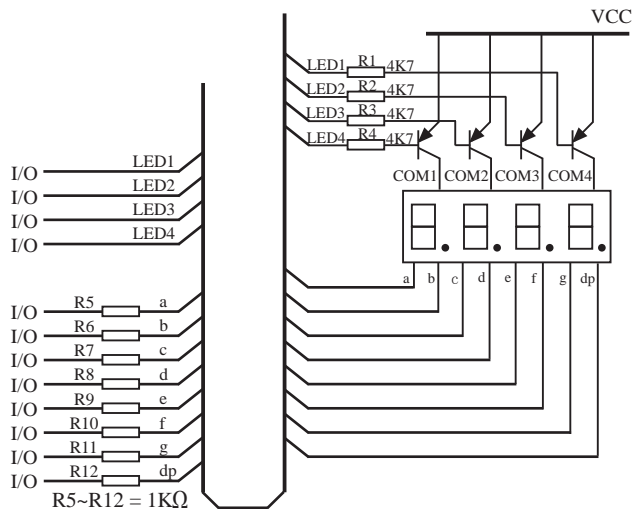 VCC
LED1 R1 4K7
LED2 R2 4K7
LED3 R3 4K7
LED4 R4 4K7
COM1 COM2 COM3 COM4
I/O LED1
I/O LED2
I/O LED3
I/O LED4
a b c d e f g dp
I/O R5 a
I/O R6 b
I/O R7 c
I/O R8 d
I/O R9 e
I/O R10 f
I/O R11 g
I/O R12 dp
R5~R12 = 1KΩ